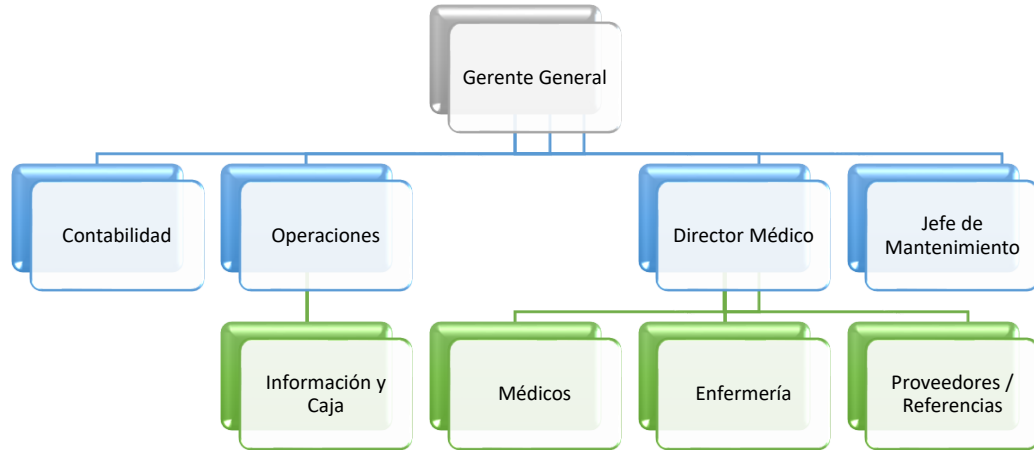 Gerente General
Contabilidad
Operaciones
Director Médico
Jefe de
Mantenimiento
Información y
Caja
Médicos
Enfermería
Proveedores /
Referencias